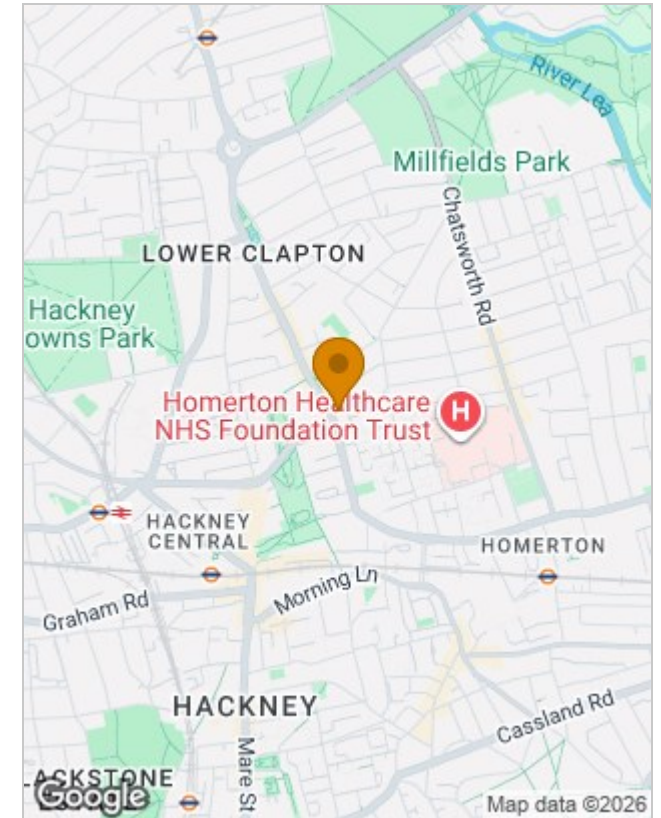 River Lea
Millfields Park
Chatsworth Rd
LOWER CLAPTON
Hackney
owns Park
Homerton Healthcare
NHS Foundation Trust
H
HACKNEY
CENTRAL
HOMERTON
Morning Ln
Graham Rd
HACKNEY
Mare St
Cassland Rd
Google
Map data ©2026